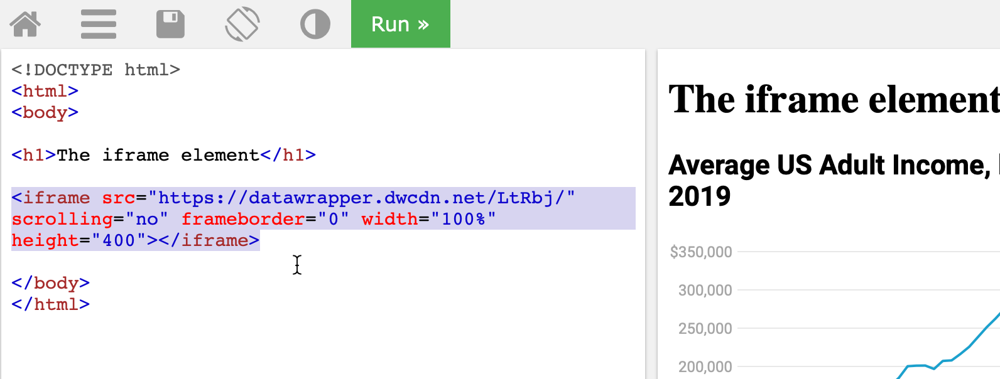 Run »
<!DOCTYPE html>
<html>
<body>
<h1>The iframe element</h1>
<iframe src="https://datawrapper.dwcdn.net/LtRbj/"
scrolling="no" frameborder="0" width="100%"
height="400"></iframe>
</body>
</html>
The iframe element
Average US Adult Income,
2019
$350,000
300,000
250,000
200,000